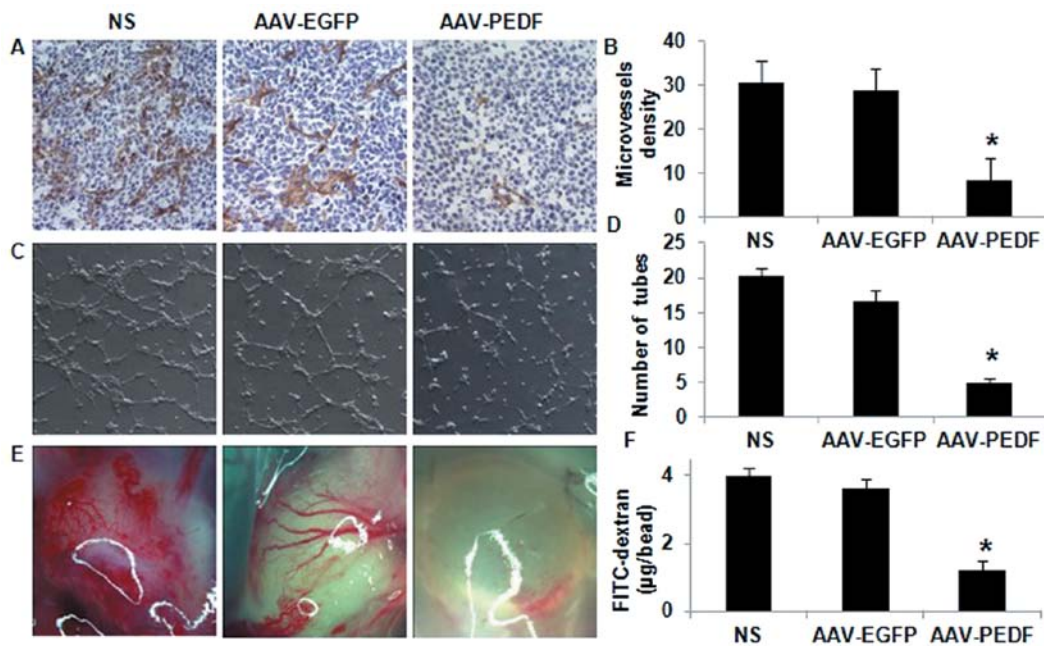 NS AAV-EGFP AAV-PEDF
A
B
Microvessels density
40
30
20
10
0
NS AAV-EGFP AAV-PEDF
C
D
Number of tubes
25
20
15
10
5
0
*
*
NS AAV-EGFP AAV-PEDF
E
F
FITC-dextran (µg/bead)
4
2
0
*
NS AAV-EGFP AAV-PEDF